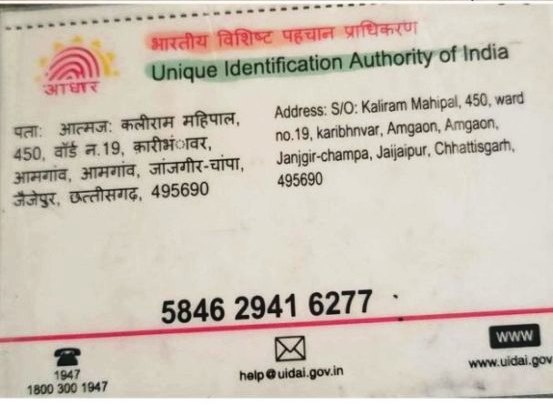 भारतीय विशिष्ट पहचान प्राधिकरण
Unique Identification Authority of India
आधार
पता: आत्मज: कलीराम महिपाल,
450, वॉर्ड न.19, कारीभंावर,
आमगांव, आमगांव, जांजगीर-चांपा,
जैजेपुर, छत्तीसगढ़, 495690
Address: S/O: Kaliram Mahipal, 450, ward
no.19, karibhnvar, Amgaon, Amgaon,
Janjgir-champa, Jaijaipur, Chhattisgarh,
495690
5846 2941 6277
1947
1800 300 1947
help@uidai.gov.in
www
www.uidai.gov